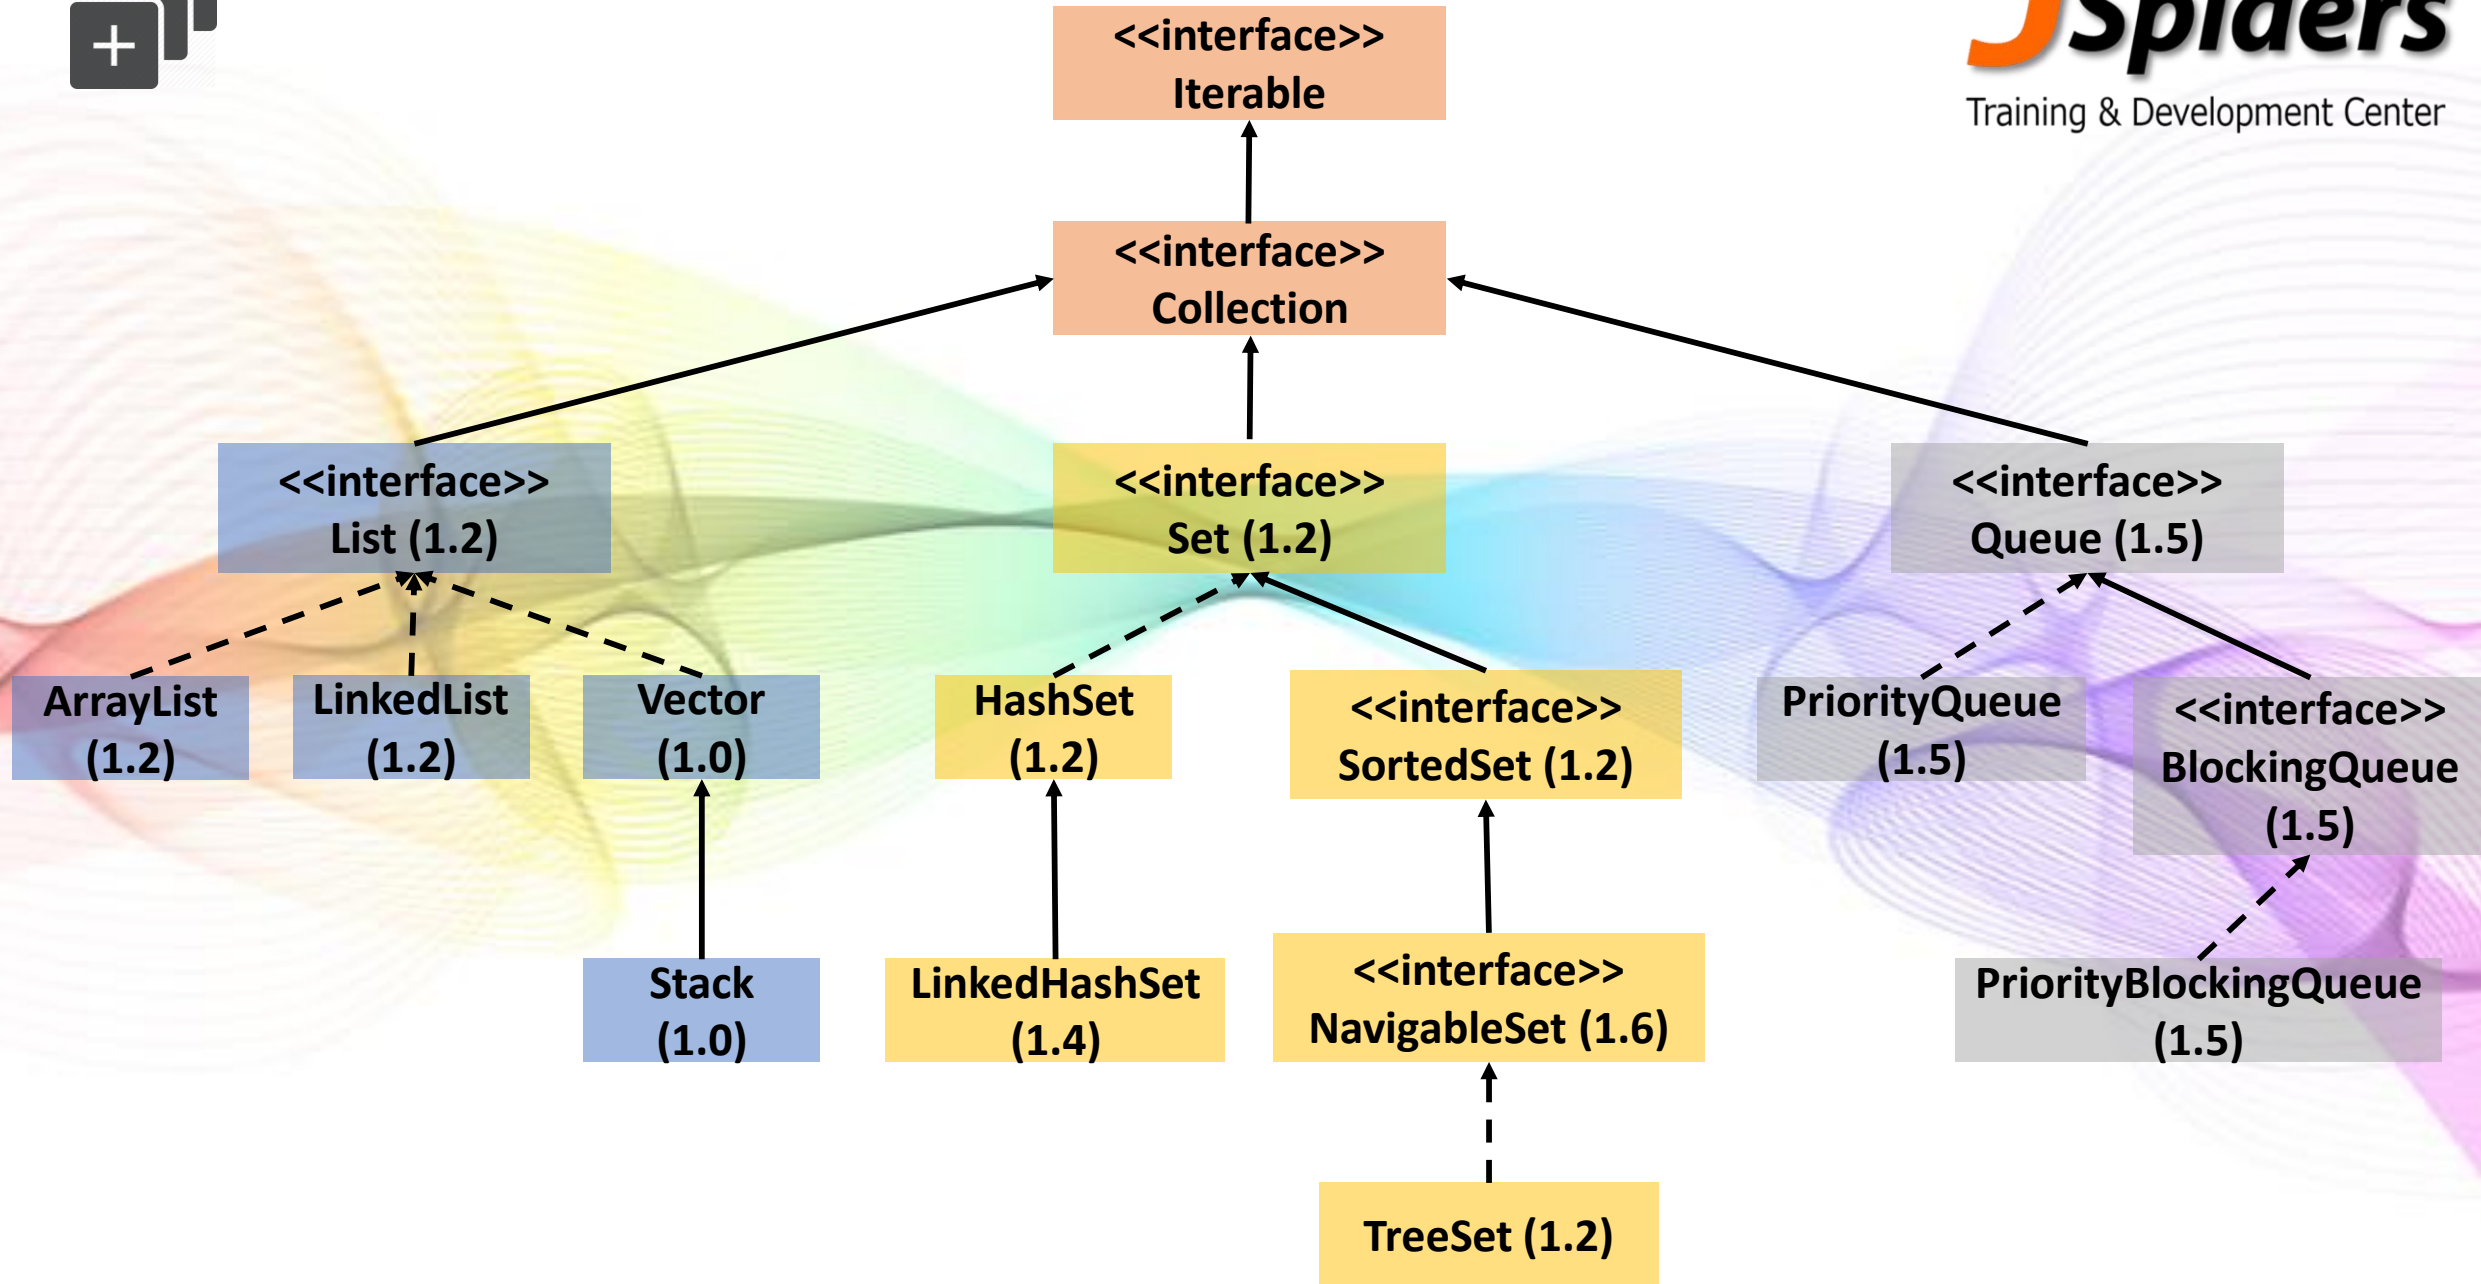 <<interface>>
Iterable
JSpiders
Training & Development Center
<<interface>>
Collection
<<interface>>
List (1.2)
<<interface>>
Set (1.2)
<<interface>>
Queue (1.5)
ArrayList
(1.2)
LinkedList
(1.2)
Vector
(1.0)
HashSet
(1.2)
<<interface>>
SortedSet (1.2)
PriorityQueue
(1.5)
<<interface>>
BlockingQueue
(1.5)
Stack
(1.0)
LinkedHashSet
(1.4)
<<interface>>
NavigableSet (1.6)
PriorityBlockingQueue
(1.5)
TreeSet (1.2)